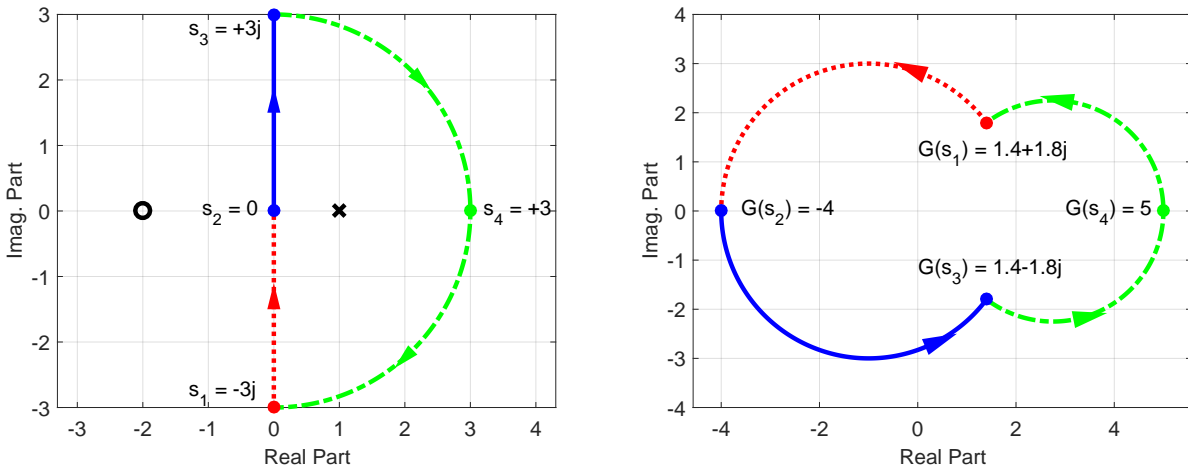 3
2
1
0
-1
-2
-3
-3
-2
-1
0
1
2
3
4
Real Part
Imag. Part
s3 = +3j
s2 = 0
s4 = +3
s1 = -3j
4
3
2
1
0
-1
-2
-3
-4
-4
-2
0
2
4
6
Real Part
Imag. Part
G(s1) = 1.4+1.8j
G(s2) = -4
G(s4) = 5
G(s3) = 1.4-1.8j